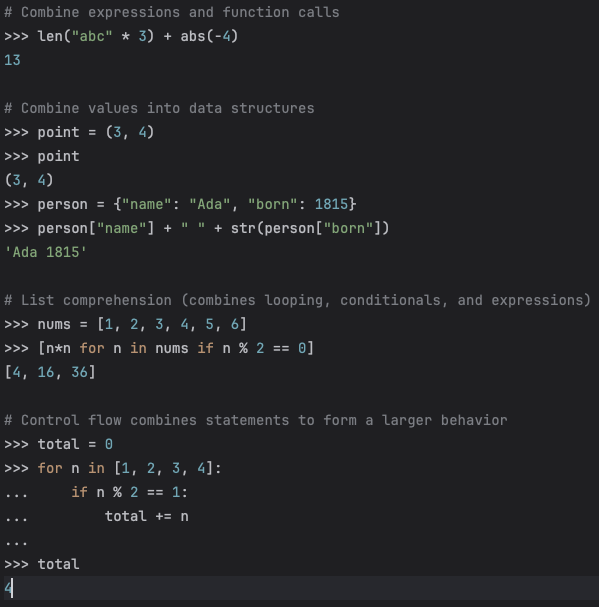 # Combine expressions and function calls
>>> len("abc" * 3) + abs(-4)
13

# Combine values into data structures
>>> point = (3, 4)
>>> point
(3, 4)
>>> person = {"name": "Ada", "born": 1815}
>>> person["name"] + " " + str(person["born"])
'Ada 1815'

# List comprehension (combines looping, conditionals, and expressions)
>>> nums = [1, 2, 3, 4, 5, 6]
>>> [n*n for n in nums if n % 2 == 0]
[4, 16, 36]

# Control flow combines statements to form a larger behavior
>>> total = 0
>>> for n in [1, 2, 3, 4]:
...     if n % 2 == 1:
...         total += n
...
>>> total
4